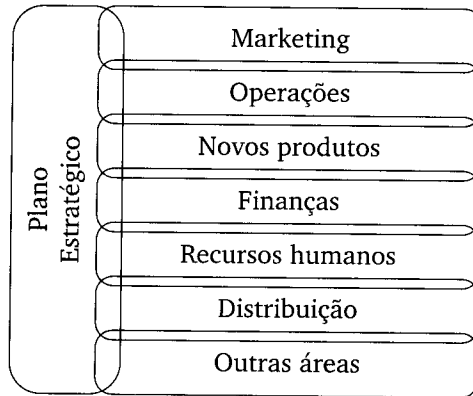 Plano
Estratégico
Marketing
Operações
Novos produtos
Finanças
Recursos humanos
Distribuição
Outras áreas